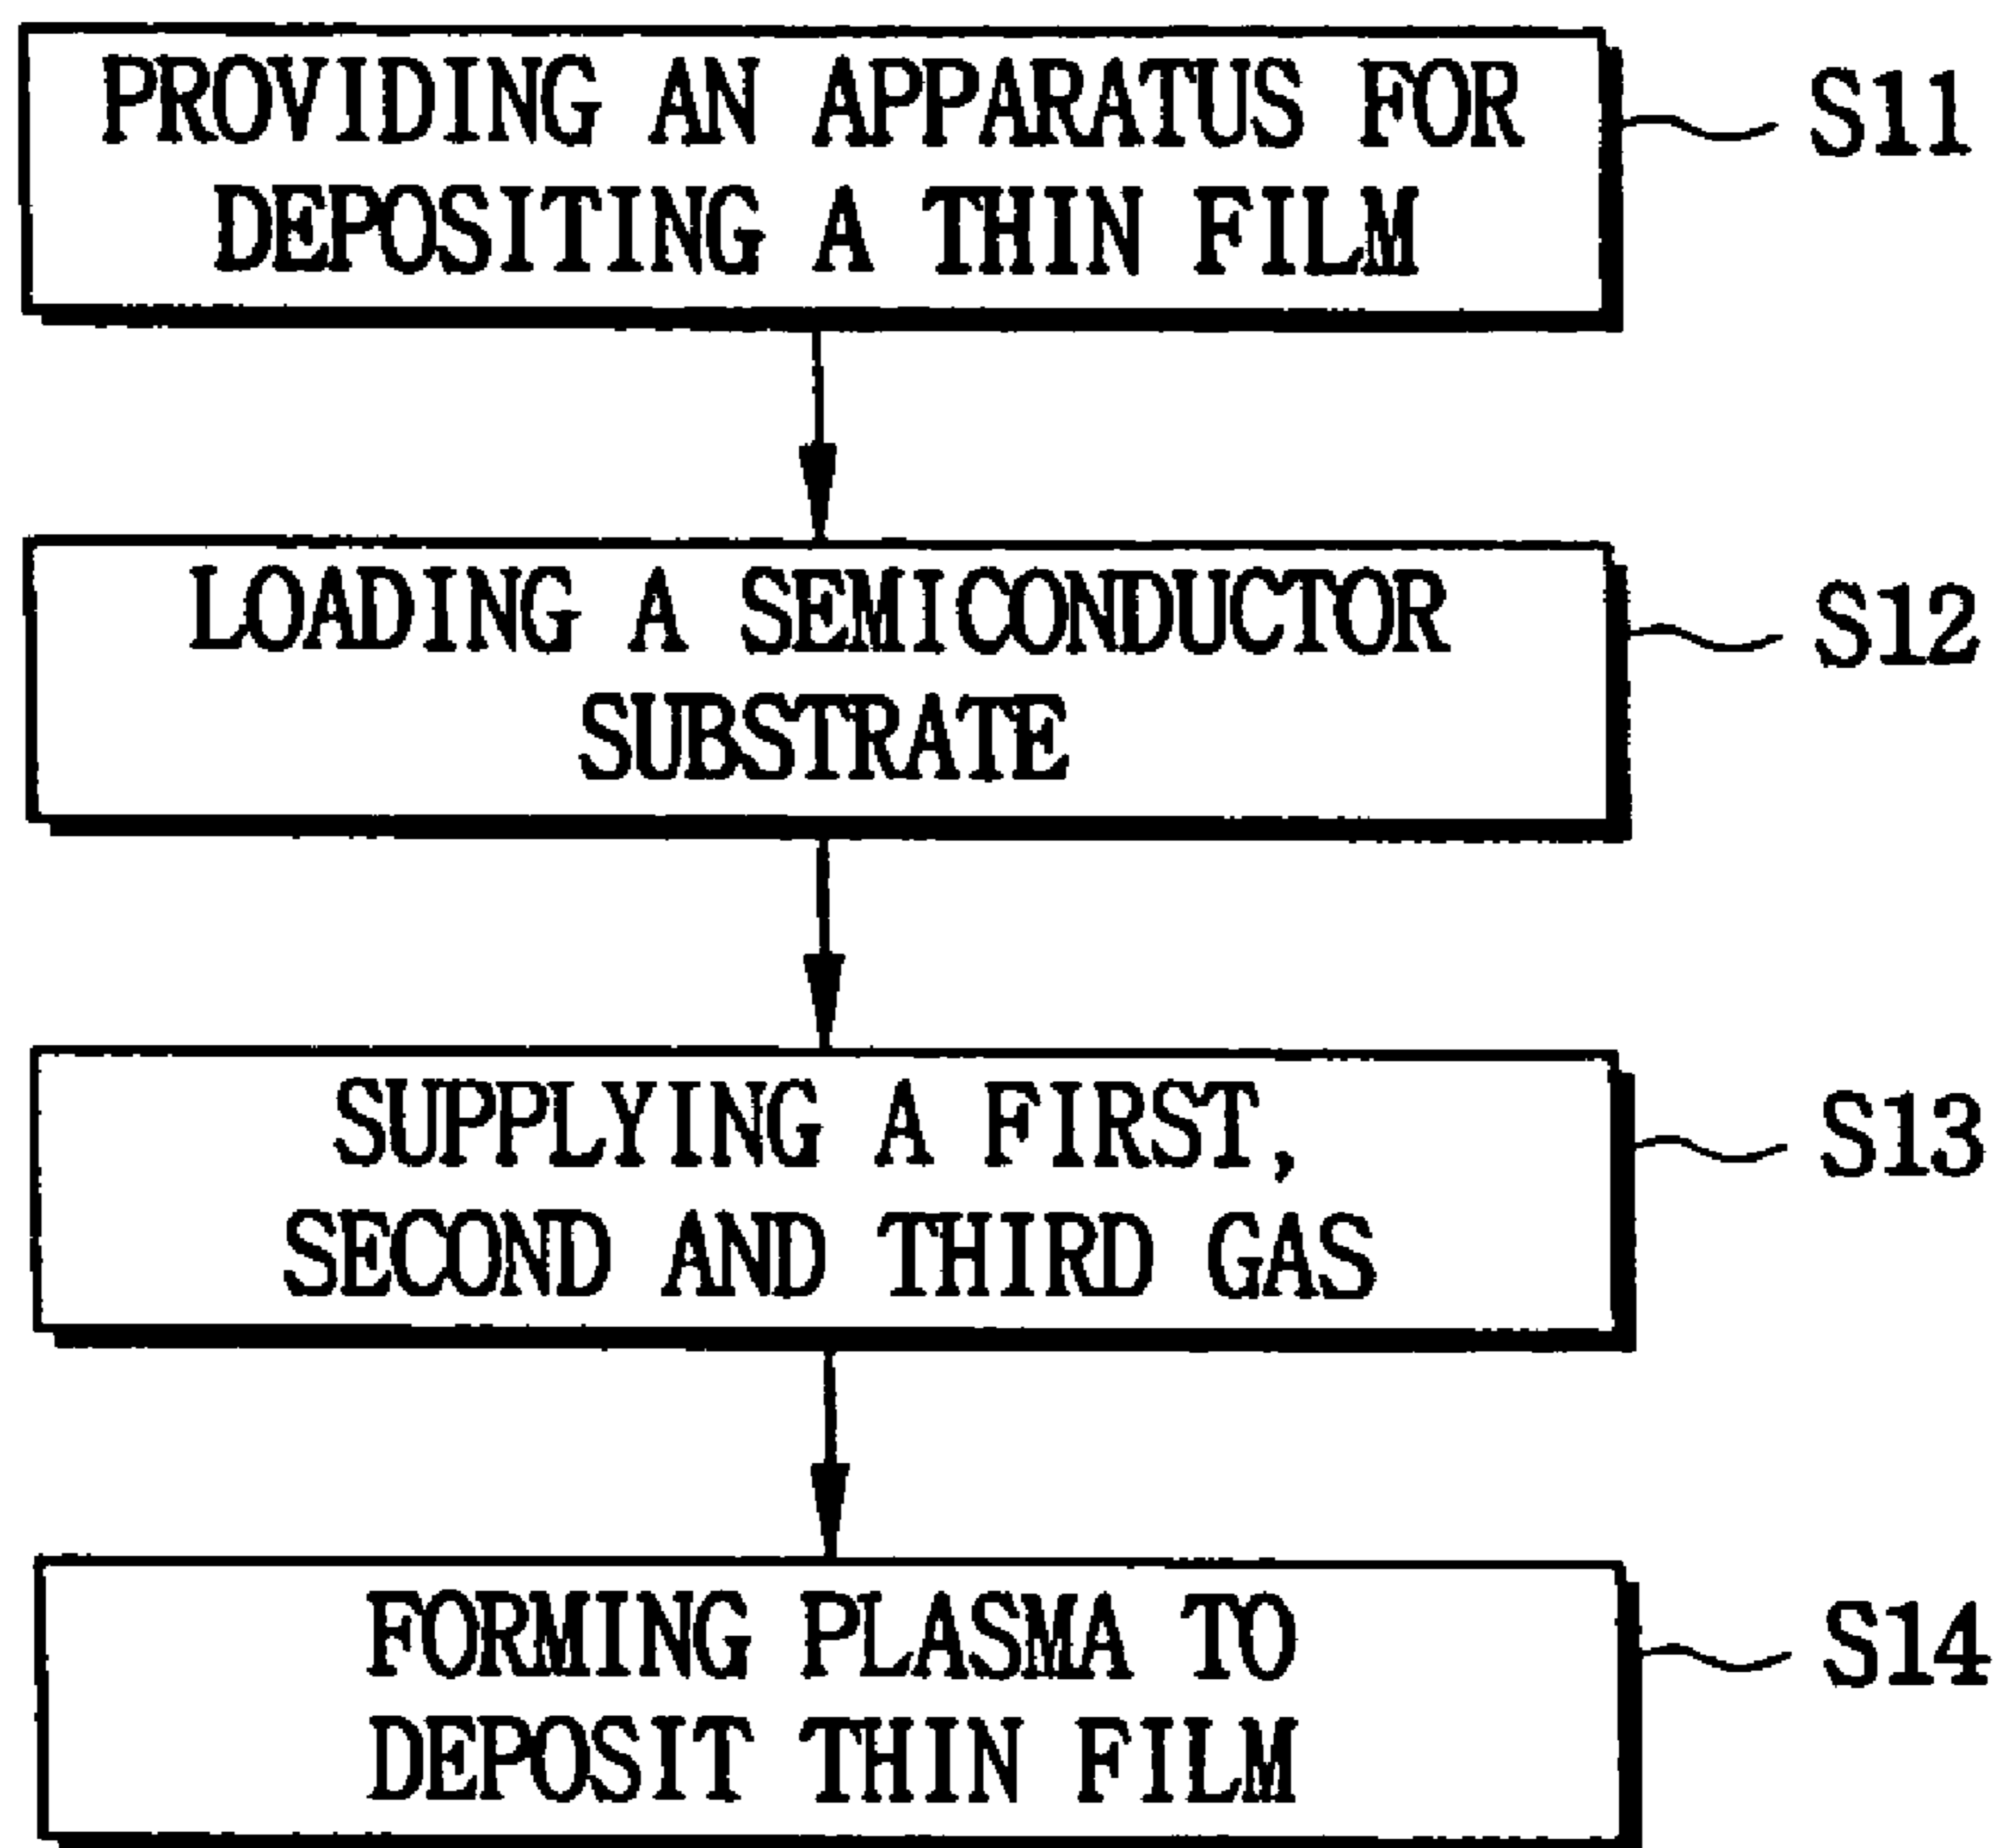 PROVIDING AN APPARATUS FOR
DEPOSITING A THIN FILM
S11
LOADING A SEMICONDUCTOR
SUBSTRATE
S12
SUPPLYING A FIRST,
SECOND AND THIRD GAS
S13
FORMING PLASMA TO
DEPOSIT THIN FILM
S14